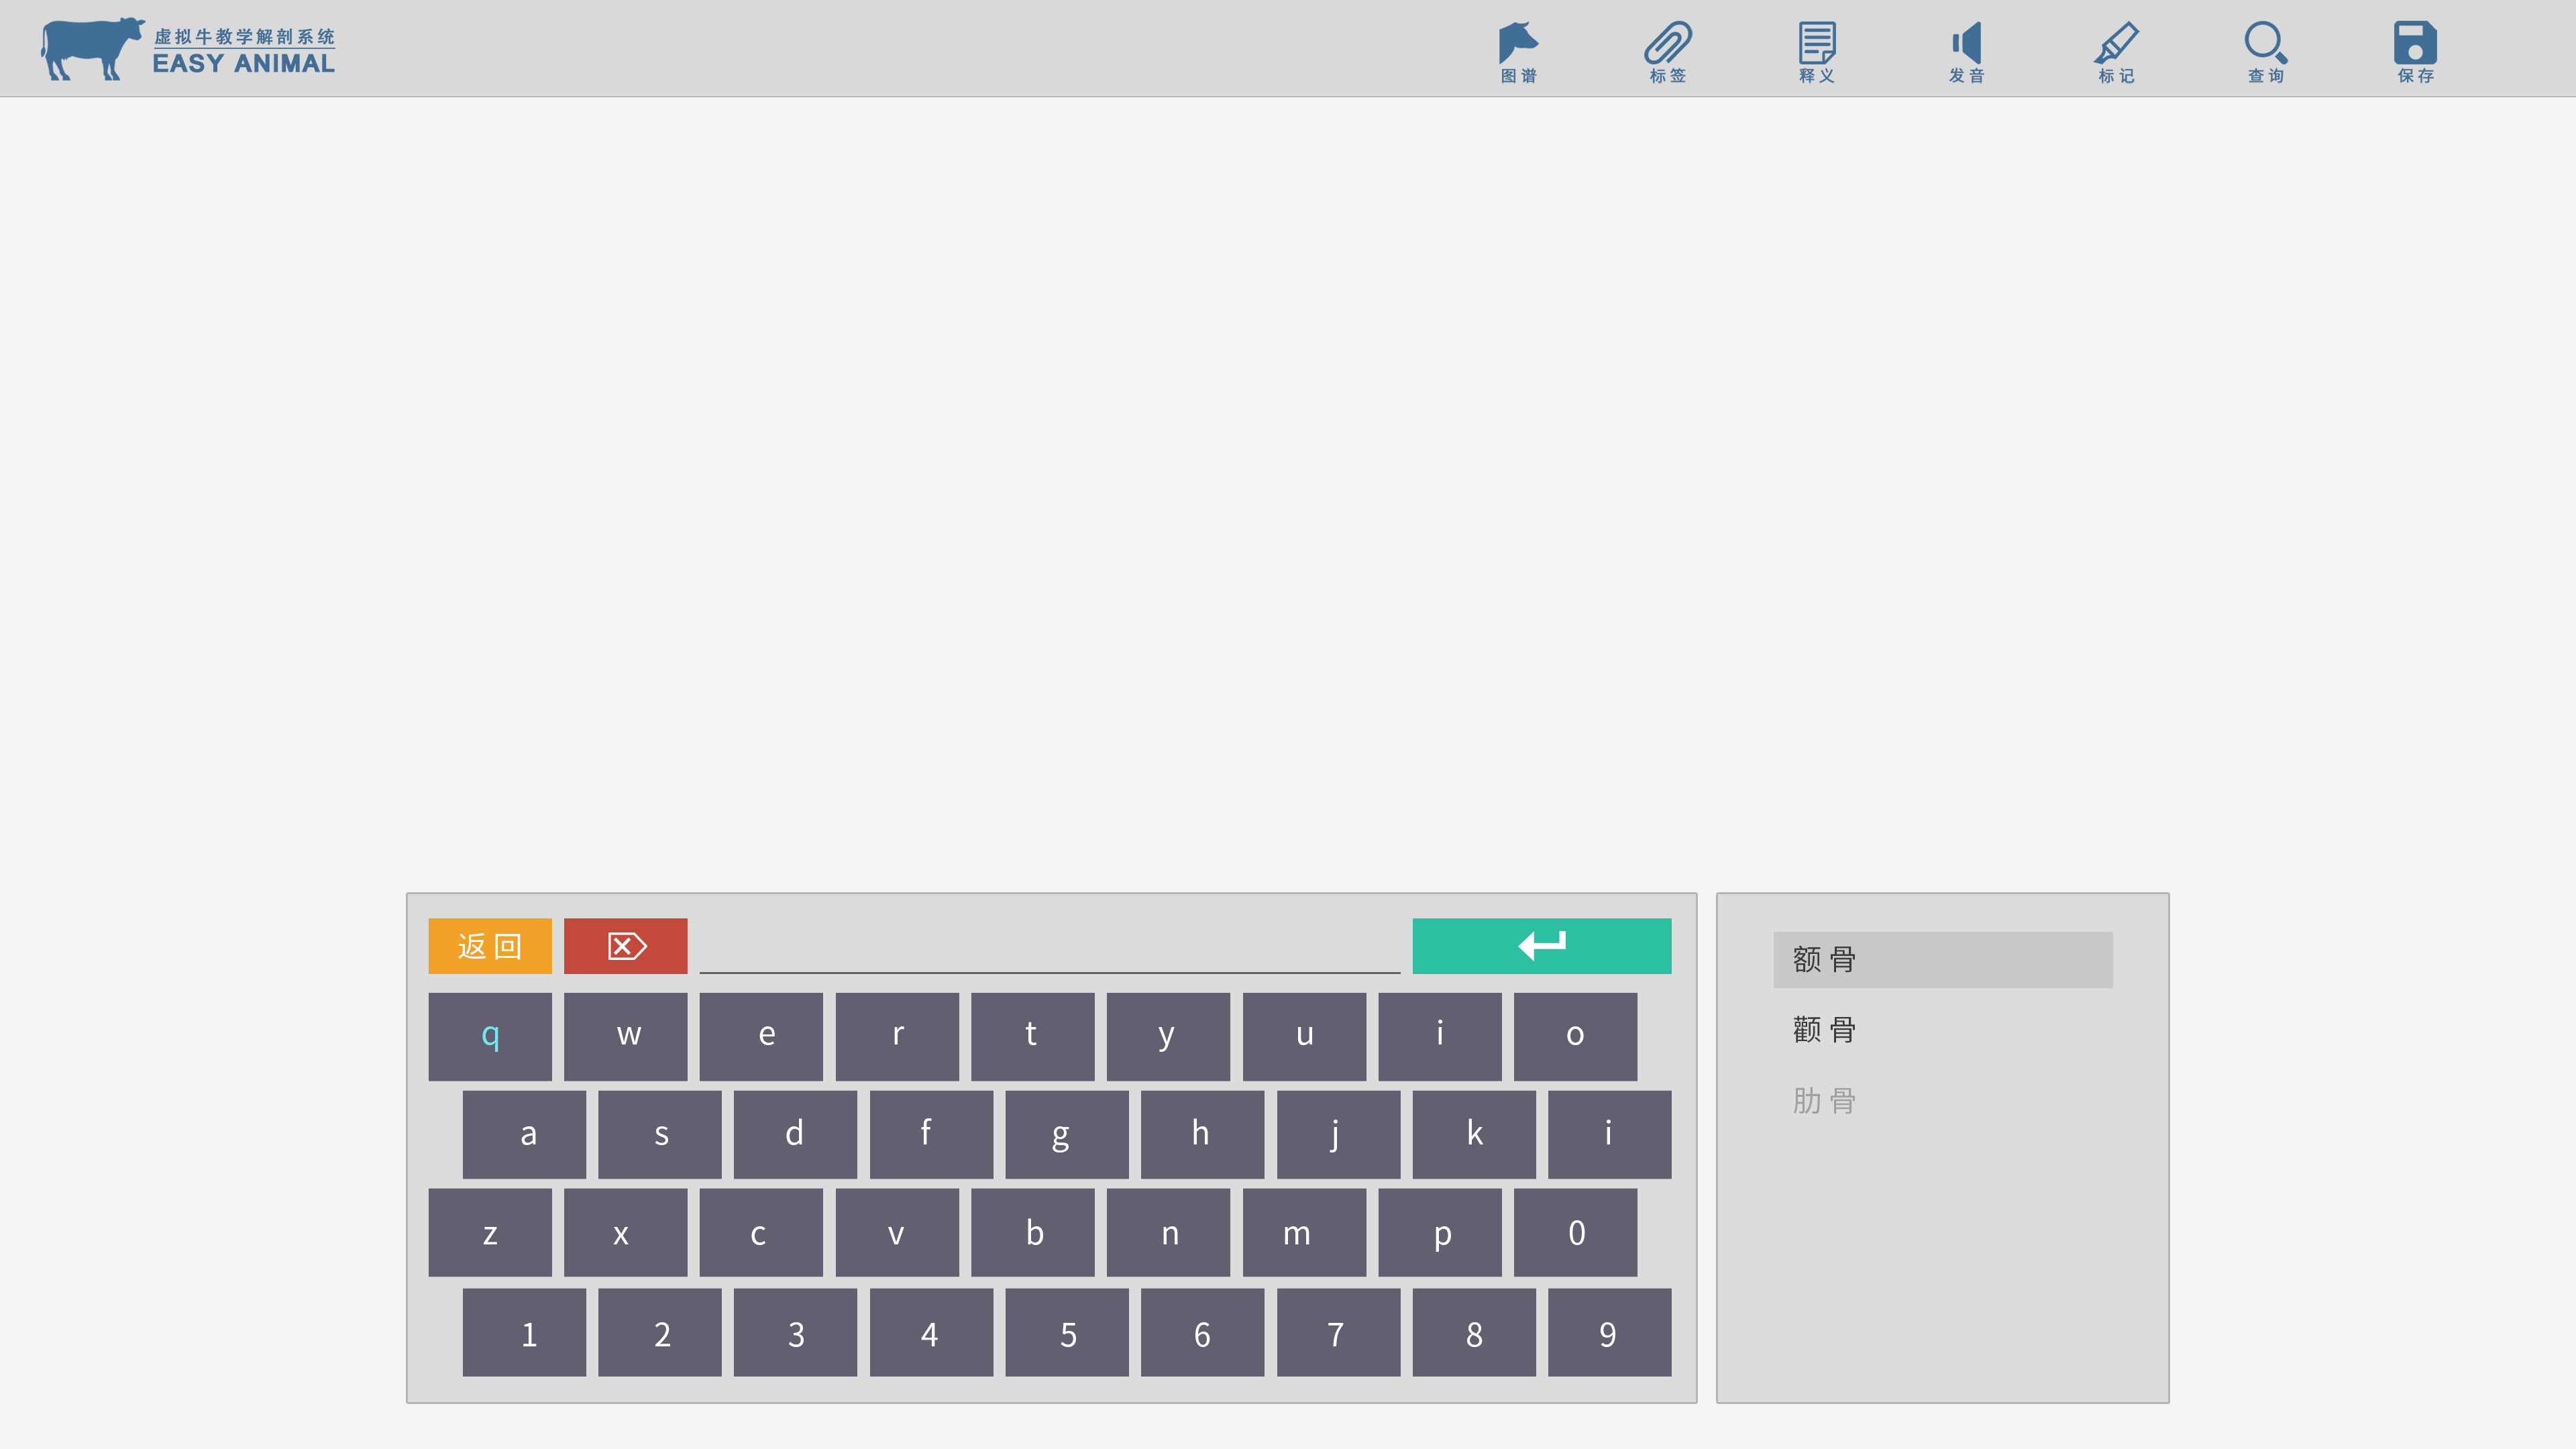 虚拟牛教学解剖系统
EASY ANIMAL
图谱 标签 释义 发音 标记 查询 保存
返回
q w e r t y u i o
a s d f g h j k i
z x c v b n m p 0
1 2 3 4 5 6 7 8 9
额骨
颧骨
肋骨